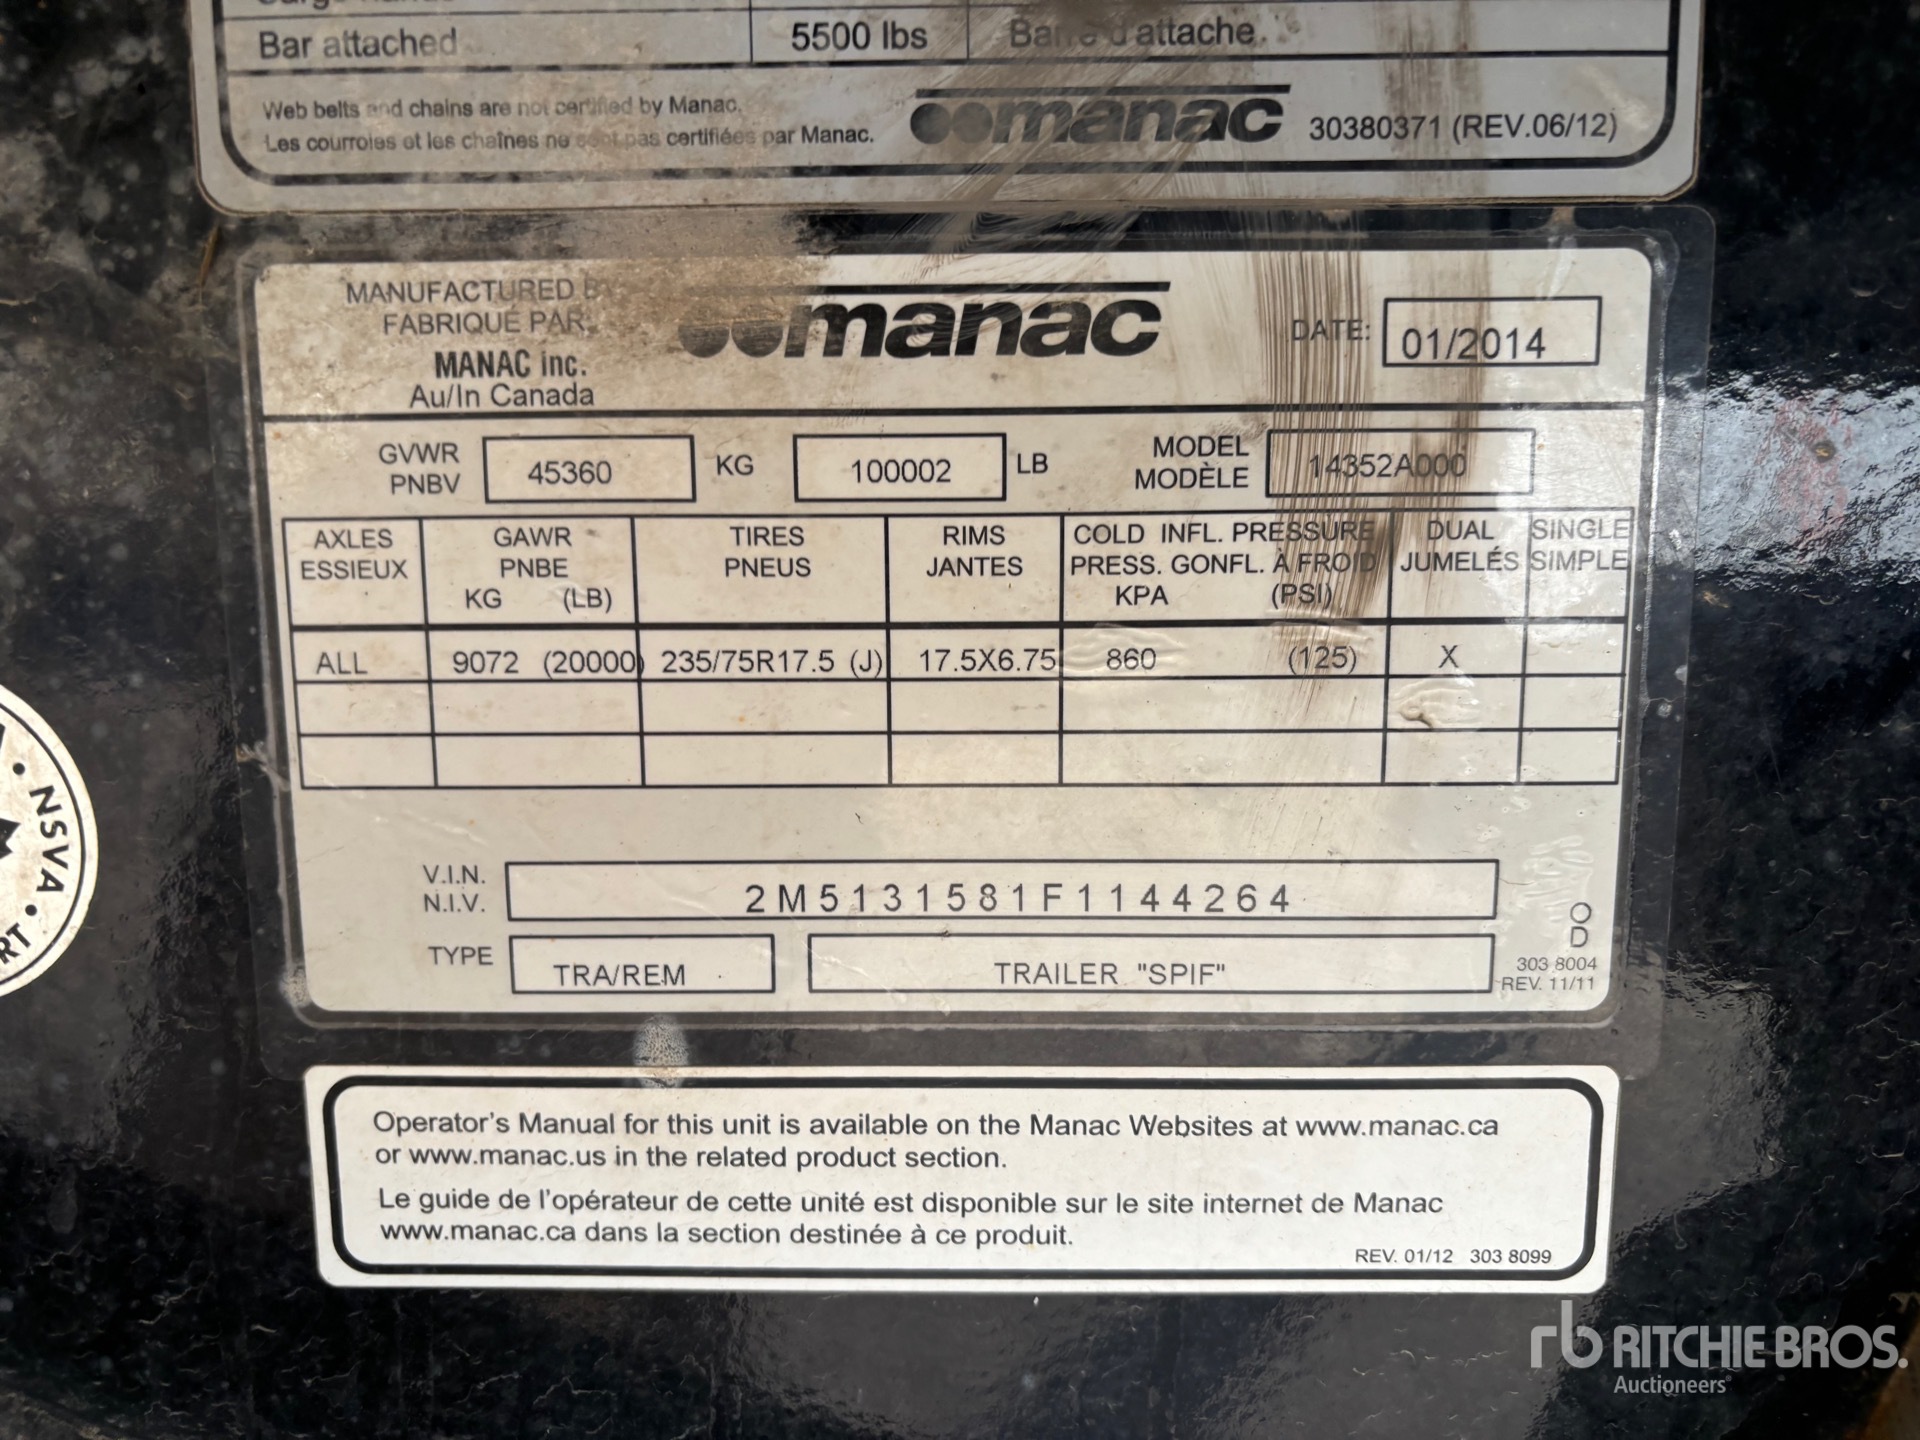 Bar attached 5500 lbs Barre d'attache
Web belts and chains are not certified by Manac.
Les courroies et les chaînes ne sont pas certifiées par Manac.
manac 30380371 (REV.06/12)
MANUFACTURED BY
FABRIQUÉ PAR:
MANAC inc.
Au/In Canada
manac
DATE: 01/2014
GVWR
PNBV
45360 KG 100002 LB
MODEL
MODÈLE
14352A000
AXLES
ESSIEUX
GAWR
PNBE
KG (LB)
TIRES
PNEUS
RIMS
JANTES
COLD INFL. PRESSURE
PRESS. GONFL. À FROID
KPA (PSI)
DUAL
JUMELÉS
SINGLE
SIMPLE
ALL 9072 (20000) 235/75R17.5 (J) 17.5X6.75 860 (125) X
V.I.N.
N.I.V.
2M5131581F1144264
TYPE TRA/REM TRAILER "SPIF"
OD
303 8004
REV. 11/11
Operator's Manual for this unit is available on the Manac Websites at www.manac.ca
or www.manac.us in the related product section.
Le guide de l'opérateur de cette unité est disponible sur le site internet de Manac
www.manac.ca dans la section destinée à ce produit.
REV. 01/12 303 8099
NSVA
RT
rb RITCHIE BROS.
Auctioneers